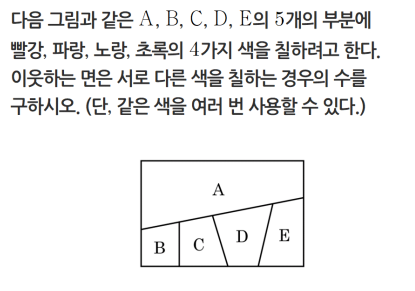 다음 그림과 같은 A, B, C, D, E의 5개의 부분에
빨강, 파랑, 노랑, 초록의 4가지 색을 칠하려고 한다.
이웃하는 면은 서로 다른 색을 칠하는 경우의 수를
구하시오. (단, 같은 색을 여러 번 사용할 수 있다.)
A
B C D E